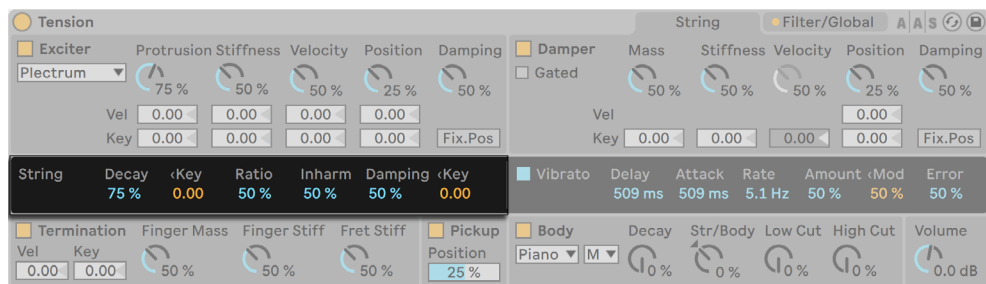 Tension String Filter/Global A A S
Exciter Protrusion Stiffness Velocity Position Damping
Plectrum 75 % 50 % 50 % 25 % 50 %
Vel 0.00 0.00 0.00 0.00
Key 0.00 0.00 0.00 0.00 Fix.Pos
Damper Mass Stiffness Velocity Position Damping
Gated 50 % 50 % 50 % 25 % 50 %
Vel 0.00
Key 0.00 0.00 0.00 0.00 Fix.Pos
String Decay ‹Key Ratio Inharm Damping ‹Key
75 % 0.00 50 % 50 % 50 % 0.00
Vibrato Delay Attack Rate Amount ‹Mod Error
509 ms 509 ms 5.1 Hz 50 % 50 % 50 %
Termination Finger Mass Finger Stiff Fret Stiff
Vel Key
0.00 0.00 50 % 50 % 50 %
Pickup
Position
25 %
Body Decay Str/Body Low Cut High Cut Volume
Piano M 0 % 0 % 0 % 0 % 0.0 dB